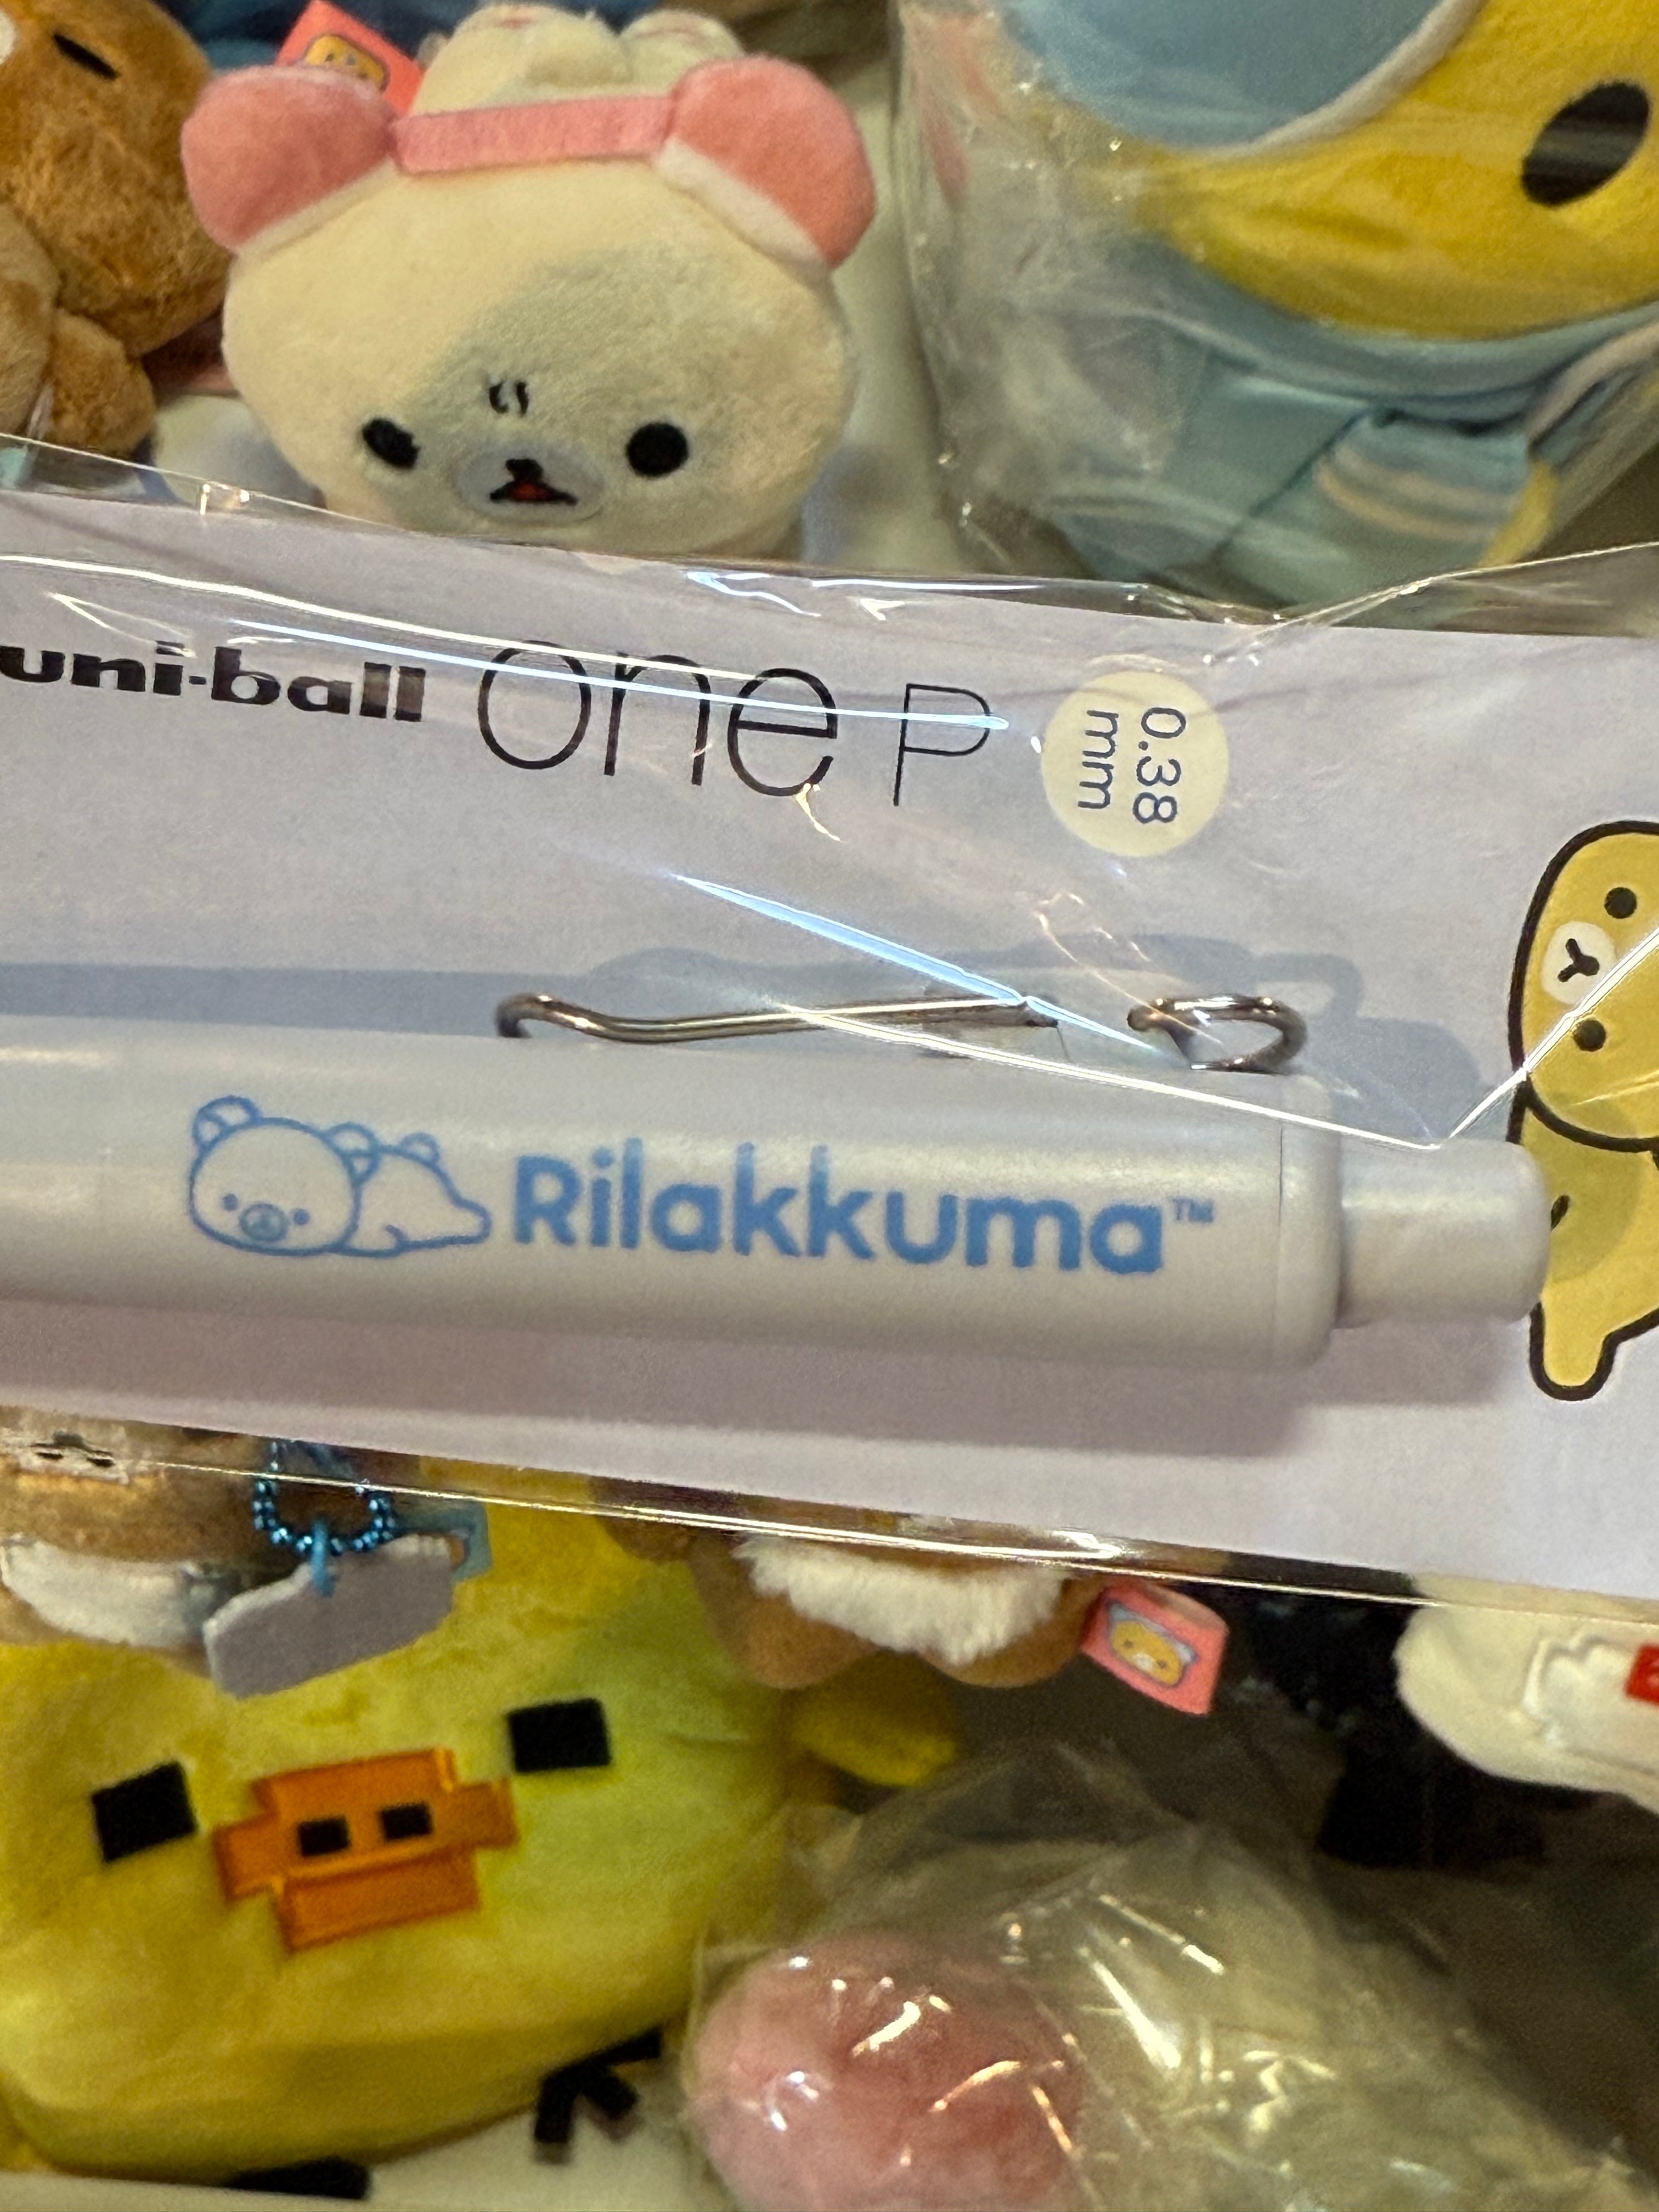 uni-ball one P
0.38
mm
Rilakkuma™